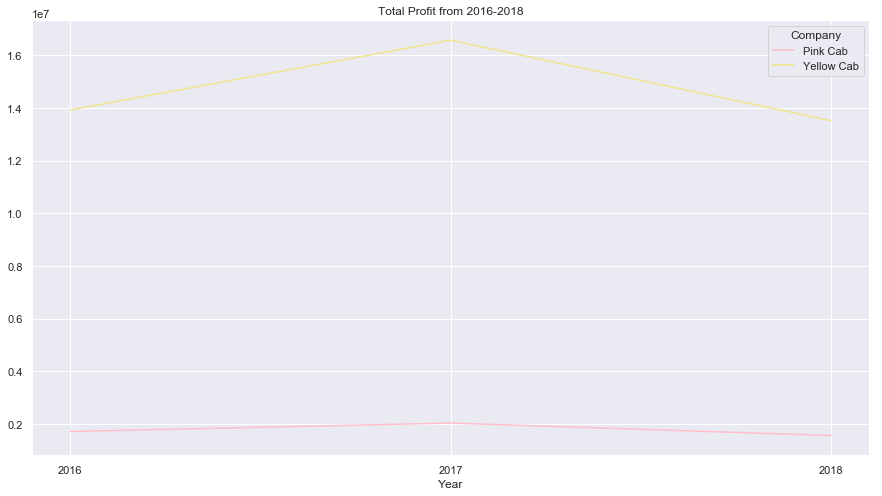 Total Profit from 2016-2018
1e7
Company
Pink Cab
Yellow Cab
1.6
1.4
1.2
1.0
0.8
0.6
0.4
0.2
2016 2017 2018
Year